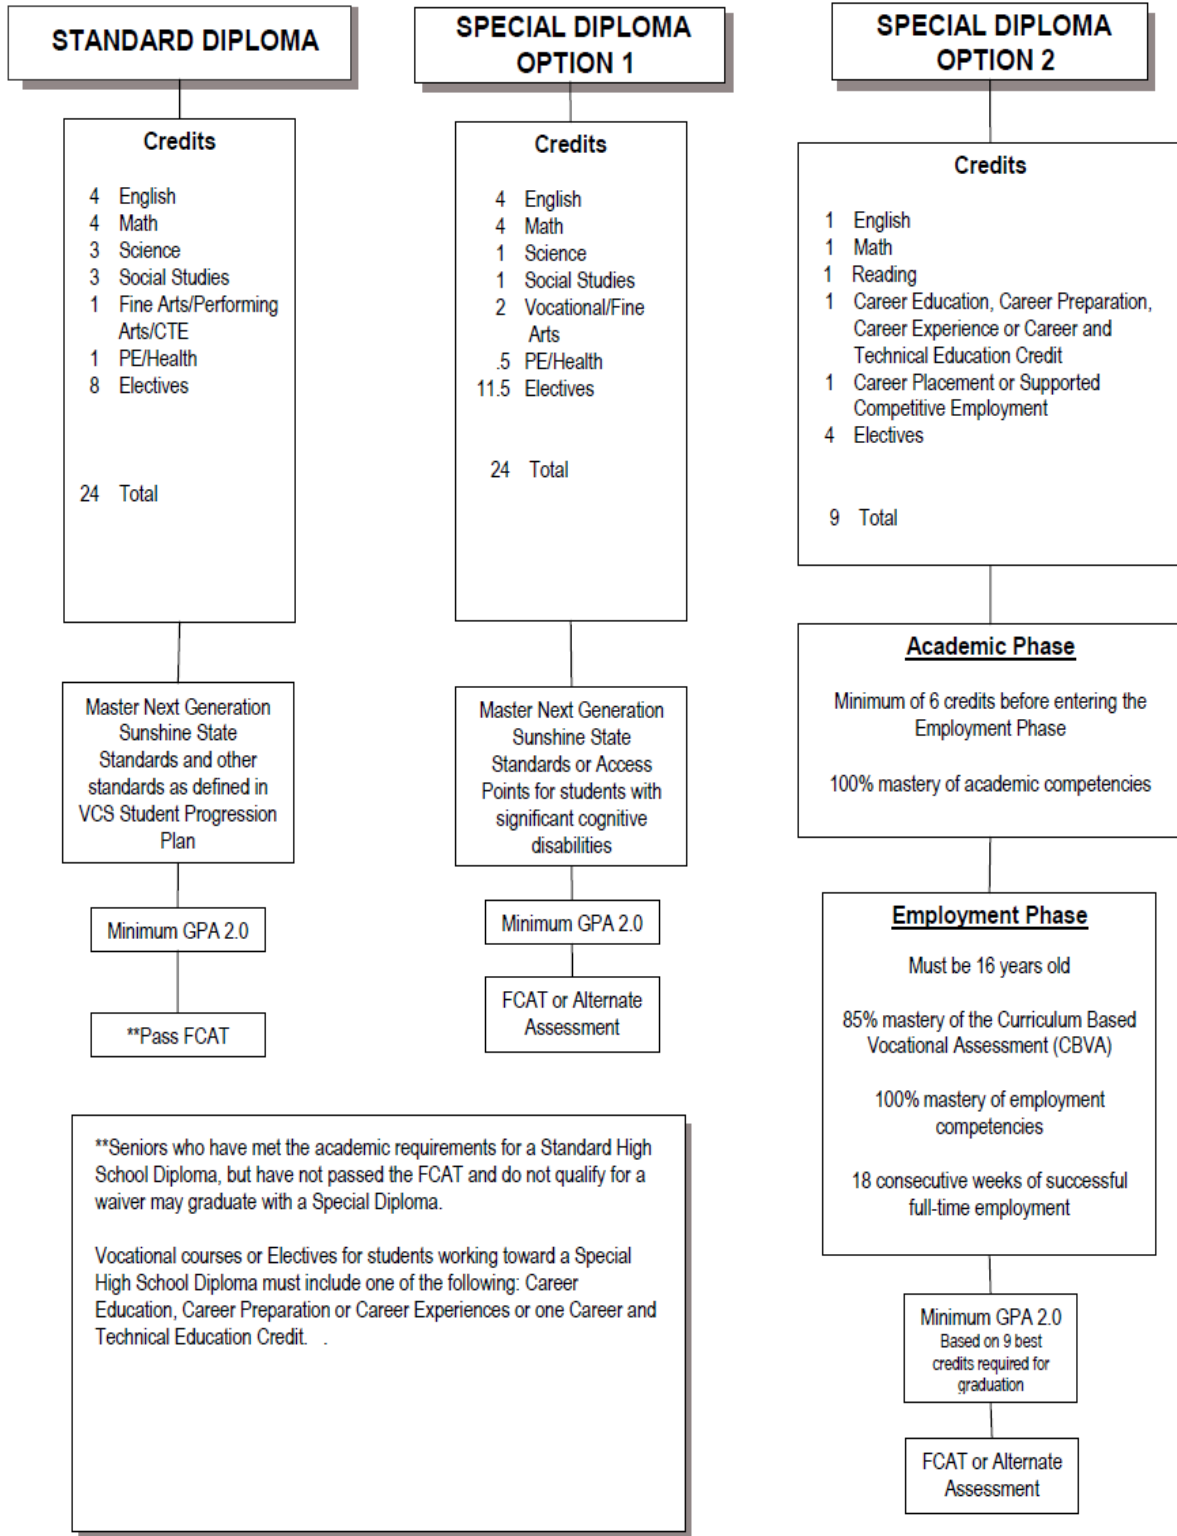 STANDARD DIPLOMA
Credits
4 English
4 Math
3 Science
3 Social Studies
1 Fine Arts/Performing
Arts/CTE
1 PE/Health
8 Electives
24 Total
Master Next Generation
Sunshine State
Standards and other
standards as defined in
VCS Student Progression
Plan
Minimum GPA 2.0
**Pass FCAT
SPECIAL DIPLOMA
OPTION 1
Credits
4 English
4 Math
1 Science
1 Social Studies
2 Vocational/Fine
Arts
.5 PE/Health
11.5 Electives
24 Total
Master Next Generation
Sunshine State
Standards or Access
Points for students with
significant cognitive
disabilities
Minimum GPA 2.0
FCAT or Alternate
Assessment
SPECIAL DIPLOMA
OPTION 2
Credits
1 English
1 Math
1 Reading
1 Career Education, Career Preparation,
Career Experience or Career and
Technical Education Credit
1 Career Placement or Supported
Competitive Employment
4 Electives
9 Total
Academic Phase
Minimum of 6 credits before entering the
Employment Phase
100% mastery of academic competencies
Employment Phase
Must be 16 years old
85% mastery of the Curriculum Based
Vocational Assessment (CBVA)
100% mastery of employment
competencies
18 consecutive weeks of successful
full-time employment
Minimum GPA 2.0
Based on 9 best
credits required for
graduation
FCAT or Alternate
Assessment
**Seniors who have met the academic requirements for a Standard High
School Diploma, but have not passed the FCAT and do not qualify for a
waiver may graduate with a Special Diploma.
Vocational courses or Electives for students working toward a Special
High School Diploma must include one of the following: Career
Education, Career Preparation or Career Experiences or one Career and
Technical Education Credit. .